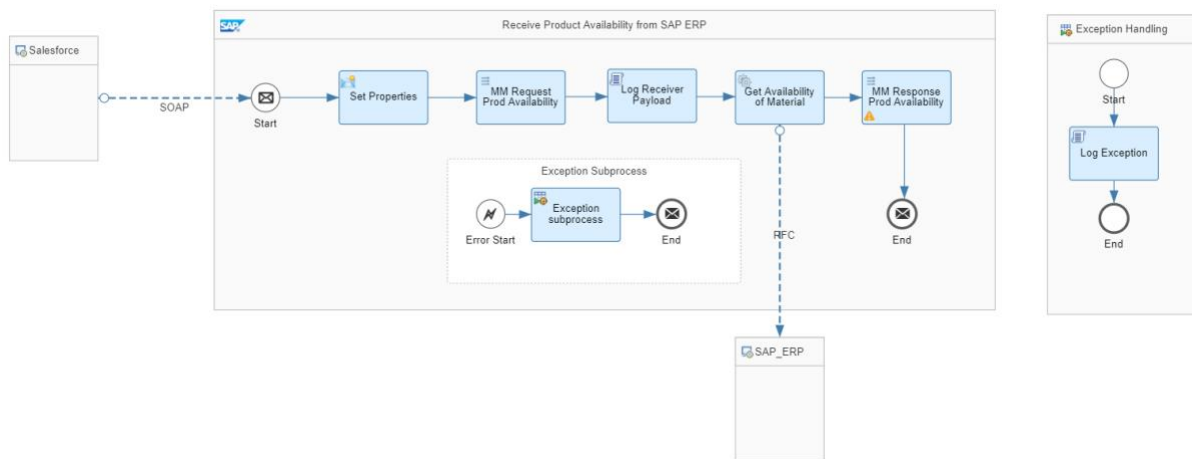 SAP
Receive Product Availability from SAP ERP
Exception Handling
Salesforce
SOAP
Start
Set Properties
MM Request
Prod Availability
Log Receiver
Payload
Get Availability
of Material
MM Response
Prod Availability
Start
Log Exception
End
Exception Subprocess
Error Start
Exception
subprocess
End
RFC
End
SAP_ERP